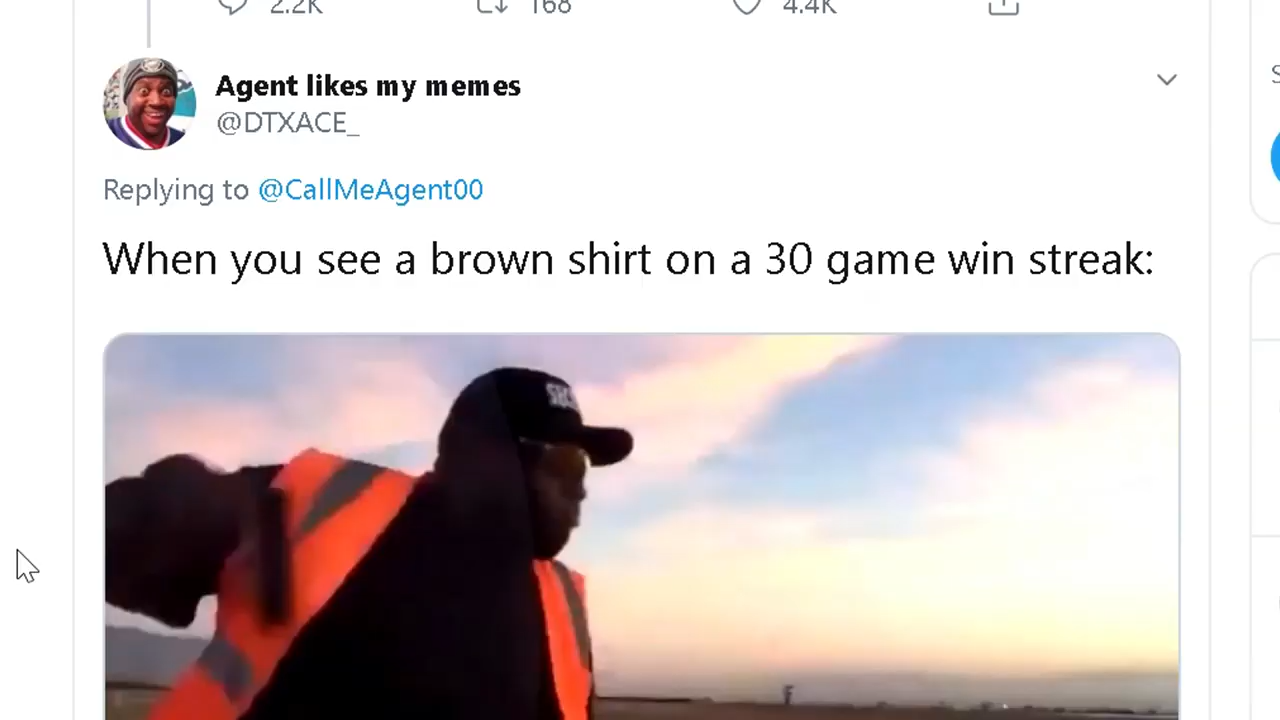 2.2K 168 4.4K
Agent likes my memes
@DTXACE_
Replying to @CallMeAgent00
When you see a brown shirt on a 30 game win streak: